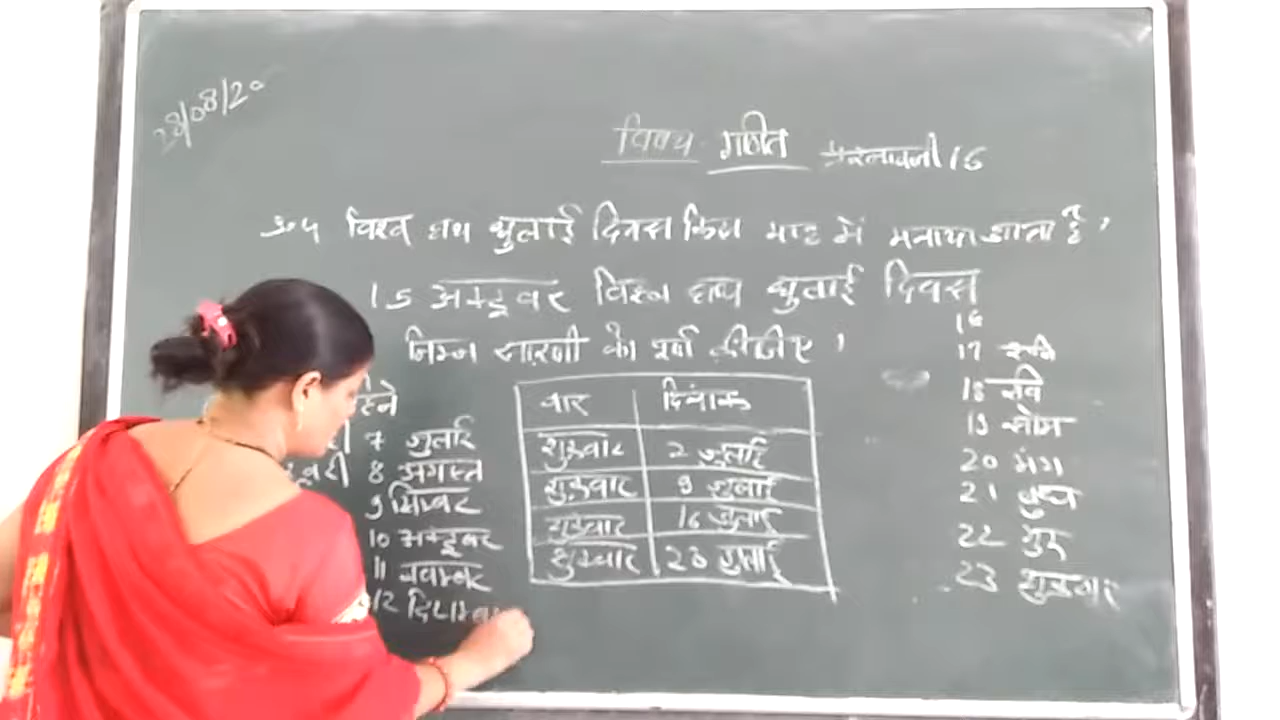 28/08/20
विषय - गणित प्रश्नावली 16
उ०५ विश्व हाथ धुलाई दिवस किस माह में मनाया जाता है?
15 अक्टूबर विश्व हाथ धुलाई दिवस
निम्न सारणी को पूर्ण कीजिए ।
वार दिनांक
शुक्रवार 2 जुलाई
शुक्रवार 9 जुलाई
शुक्रवार 16 जुलाई
शुक्रवार 23 जुलाई
7 जुलाई
8 अगस्त
9 सितम्बर
10 अक्टूबर
11 नवम्बर
12 दिसम्बर
16
17 शनि
18 रवि
19 सोम
20 मंग
21 बुध
22 गुरु
23 शुक्रवार